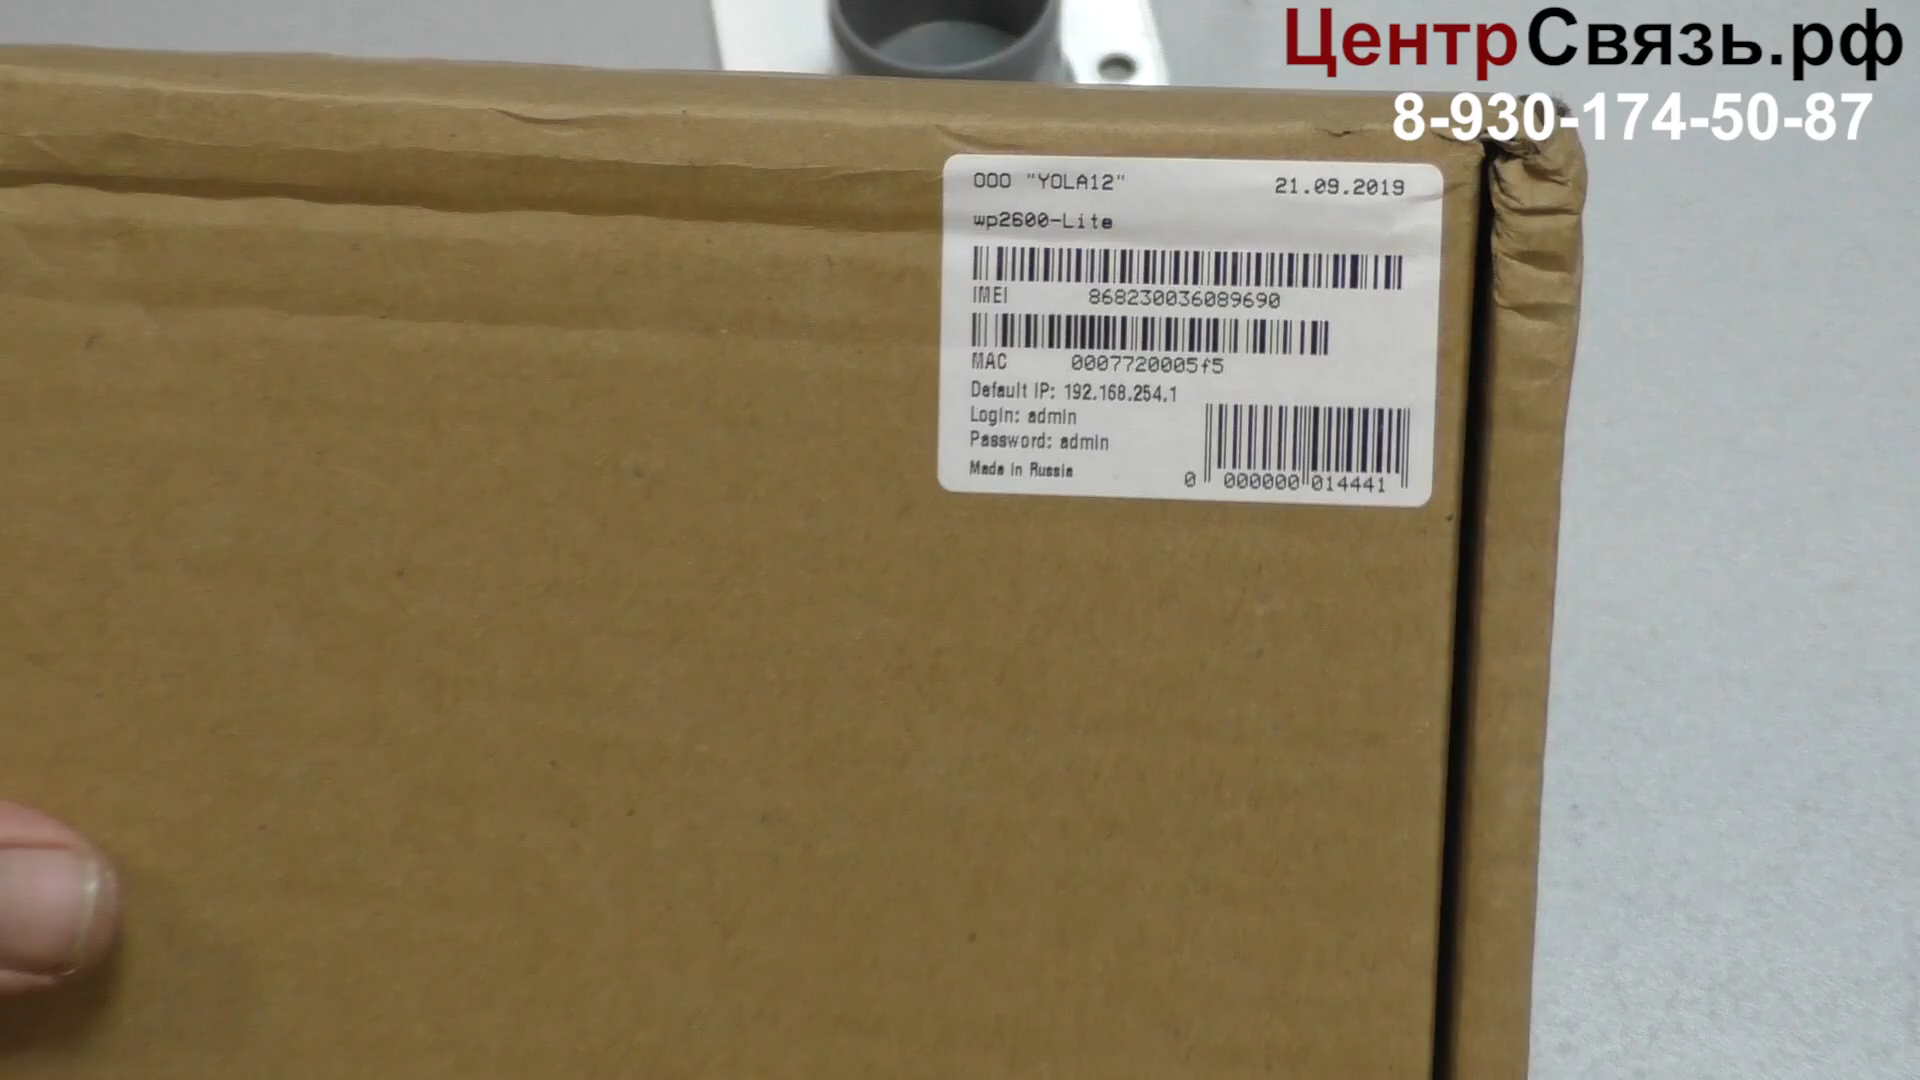 ЦентрСвязь.рф
8-930-174-50-87
ООО "YOLA12" 21.09.2019
wp2600-Lite
IMEI 868230036089690
MAC 0007720005f5
Default IP: 192.168.254.1
Login: admin
Password: admin
Made in Russia
0 000000 014441